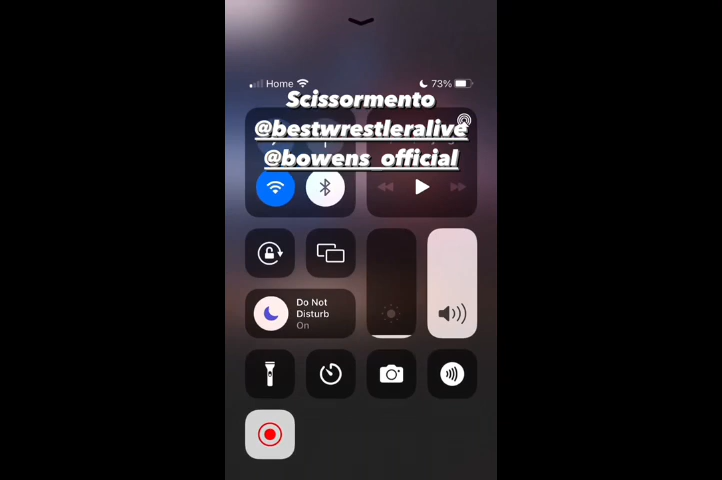 Home
73%
Scissormento
@bestwrestleralive
@bowens_official
Do Not
Disturb
On